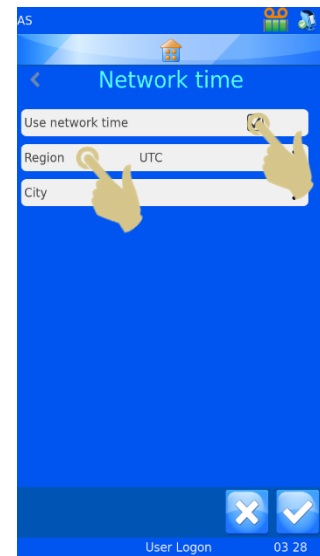 AS
Network time
Use network time
Region UTC
City
User Logon 03 28